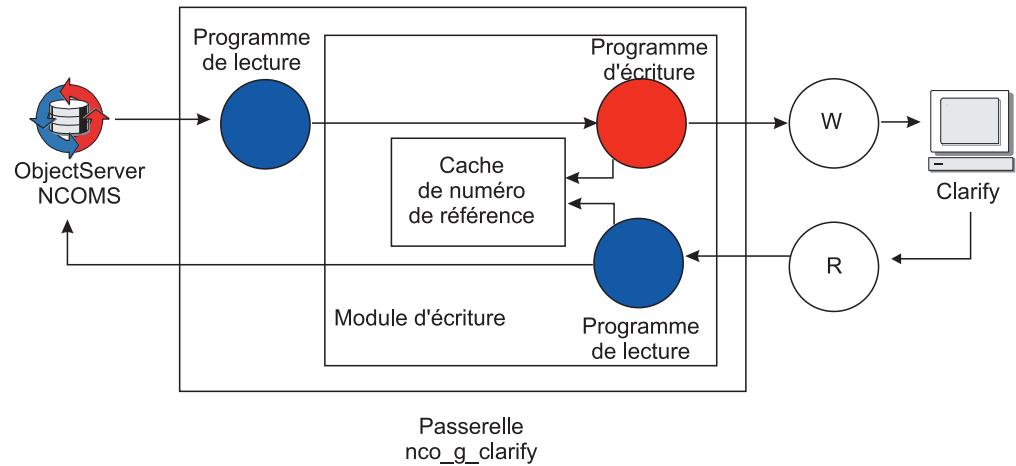 Programme
de lecture
Programme
d'écriture
ObjectServer
NCOMS
Cache
de numéro
de référence
W
Clarify
R
Module d'écriture
Programme
de lecture
Passerelle
nco_g_clarify